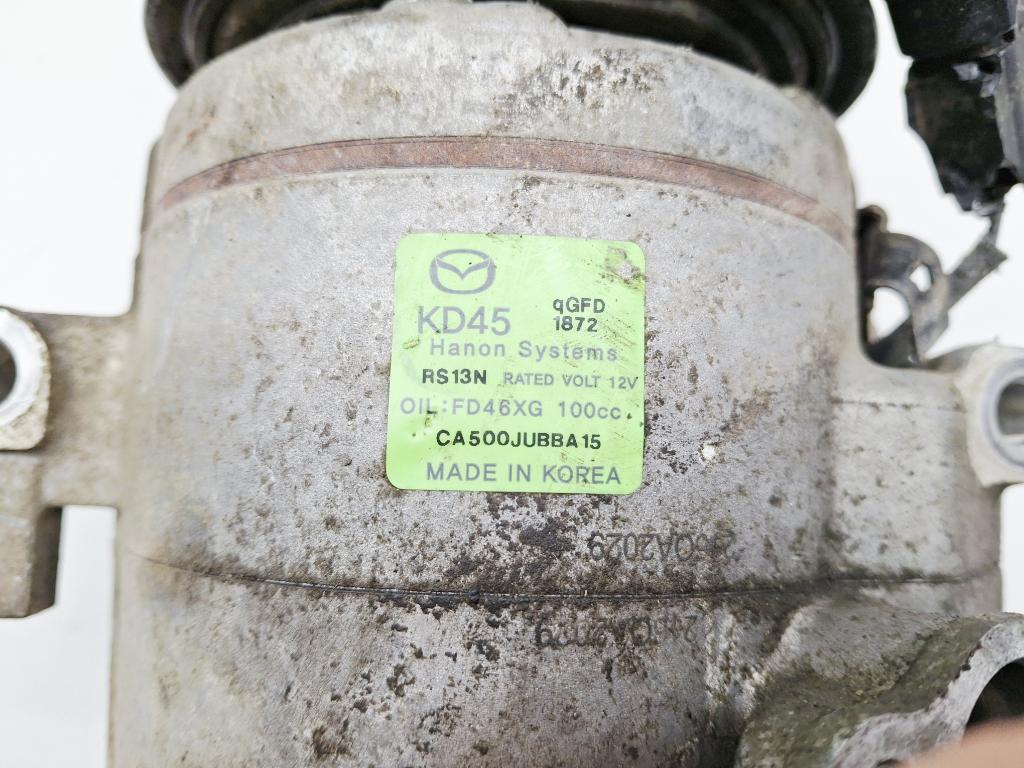 KD45 qGFD
1872
Hanon Systems
RS13N RATED VOLT 12V
OIL:FD46XG 100cc
CA500JUBBA15
MADE IN KOREA